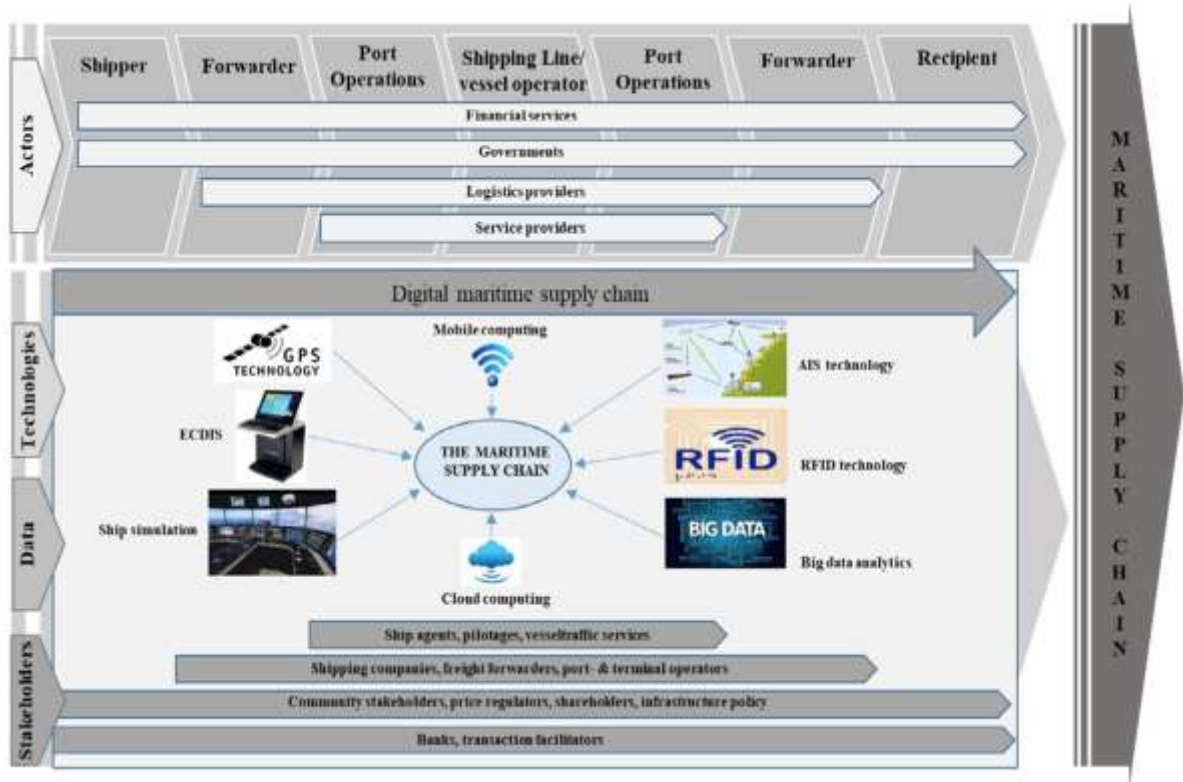 Shipper
Forwarder
Port
Operations
Shipping Line/
vessel operator
Port
Operations
Forwarder
Recipient
Actors
Financial services
Governments
Logistics providers
Service providers
Digital maritime supply chain
Technologies
Data
Stakeholders
GPS
TECHNOLOGY
Mobile computing
AIS technology
ECDIS
THE MARITIME
SUPPLY CHAIN
RFID
RFID technology
Ship simulation
BIG DATA
Big data analytics
Cloud computing
Ship agents, pilotages, vesseltraffic services
Shipping companies, freight forwarders, port- & terminal operators
Community stakeholders, price regulators, shareholders, infrastructure policy
Banks, transaction facilitators
MARITIME SUPPLY CHAIN